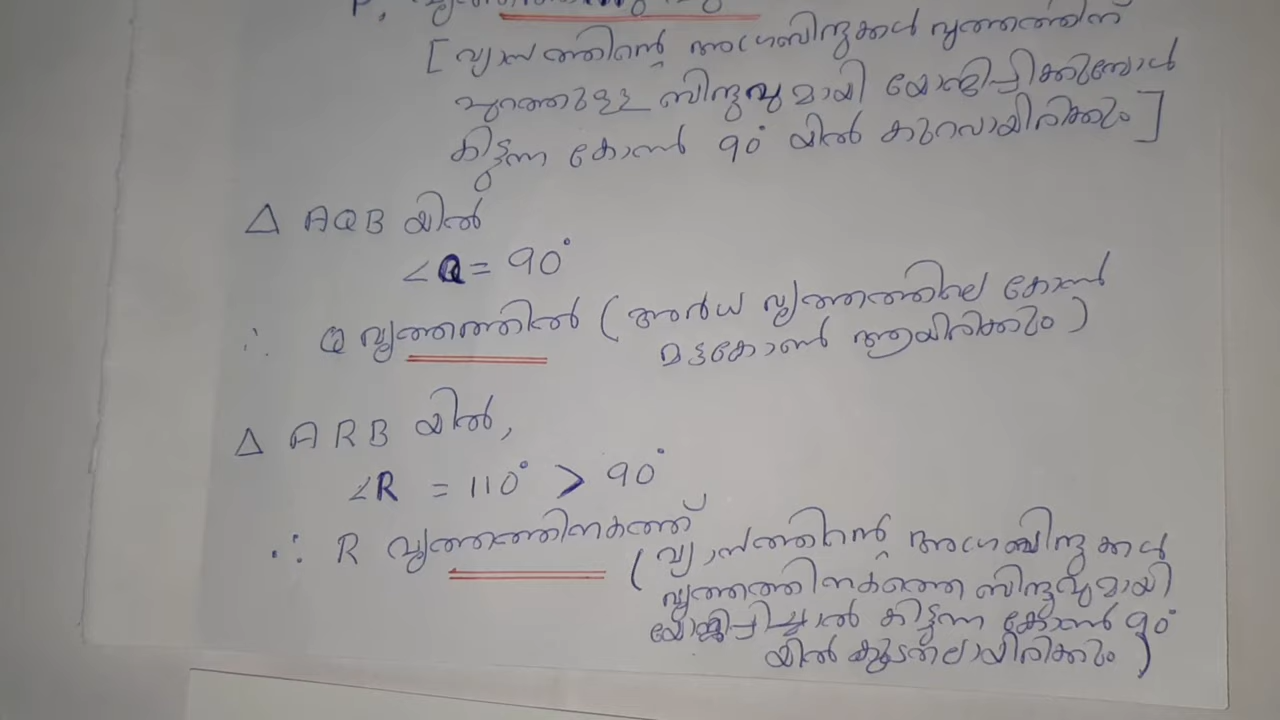 P,
[ വ്യാസത്തിന്റെ അഗ്രബിന്ദുക്കൾ വൃത്തത്തിന്
പുറത്തുള്ള ബിന്ദുവുമായി യോജിപ്പിക്കുമ്പോൾ
കിട്ടുന്ന കോൺ 90° യിൽ കുറവായിരിക്കും ]
△ AQB യിൽ
∠Q = 90°
∴ Q വൃത്തത്തിൽ (അർധ വൃത്തത്തിലെ കോൺ
മട്ടകോൺ ആയിരിക്കും )
△ ARB യിൽ,
∠R = 110° > 90°
∴ R വൃത്തത്തിനകത്ത്
( വ്യാസത്തിന്റെ അഗ്രബിന്ദുക്കൾ
വൃത്തത്തിനകത്തെ ബിന്ദുവുമായി
യോജിപ്പിച്ചാൽ കിട്ടുന്ന കോൺ 90°
യിൽ കൂടുതലായിരിക്കും )